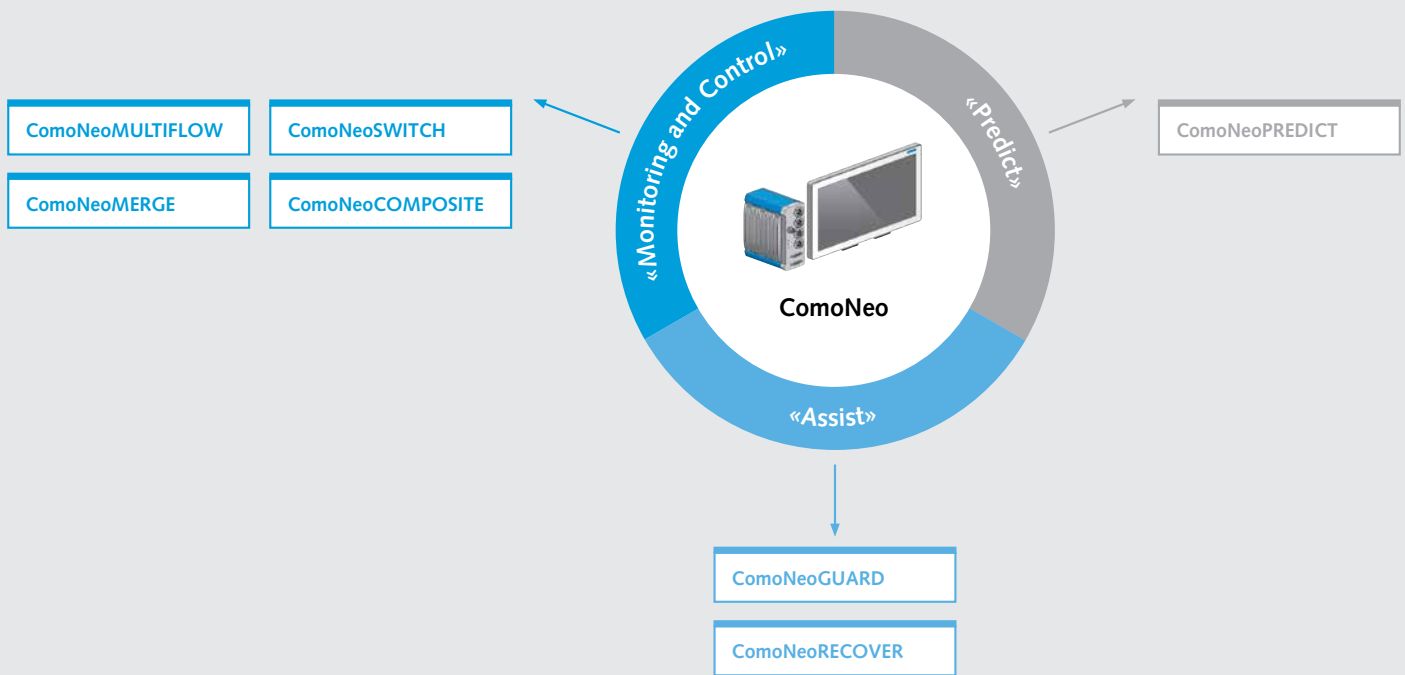 «Monitoring and Control»
«Predict»
ComoNeoMULTIFLOW
ComoNeoSWITCH
ComoNeoPREDICT
ComoNeoMERGE
ComoNeoCOMPOSITE
ComoNeo
«Assist»
ComoNeoGUARD
ComoNeoRECOVER